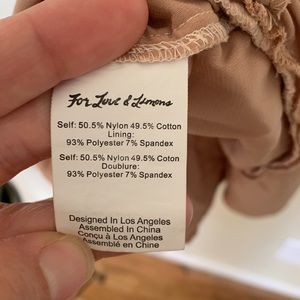 For Love & Lemons
Self: 50.5% Nylon 49.5% Cotton
Lining:
93% Polyester 7% Spandex
Self: 50.5% Nylon 49.5% Coton
Doublure:
93% Polyester 7% Spandex
Designed In Los Angeles
Assembled In China
Conçu à Los Angeles
Assemblé en Chine